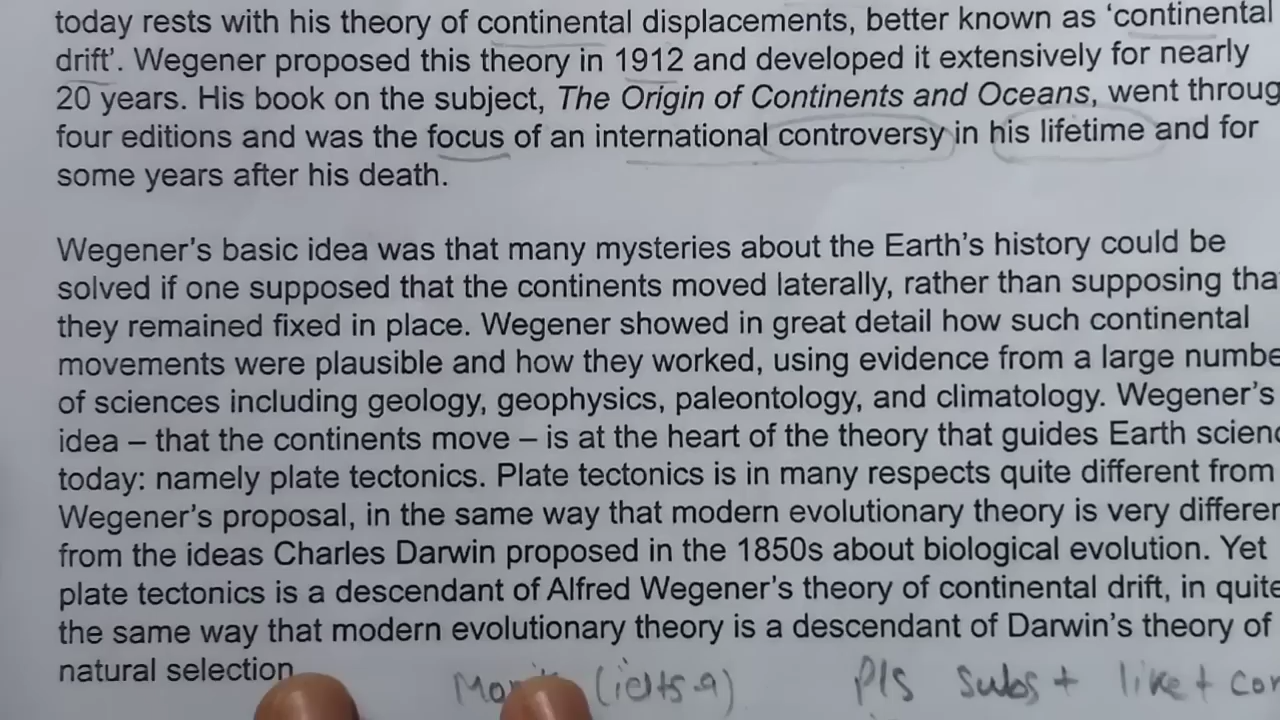 today rests with his theory of continental displacements, better known as ‘continental
drift’. Wegener proposed this theory in 1912 and developed it extensively for nearly
20 years. His book on the subject, The Origin of Continents and Oceans, went throug
four editions and was the focus of an international controversy in his lifetime and for
some years after his death.
Wegener’s basic idea was that many mysteries about the Earth’s history could be
solved if one supposed that the continents moved laterally, rather than supposing tha
they remained fixed in place. Wegener showed in great detail how such continental
movements were plausible and how they worked, using evidence from a large numbe
of sciences including geology, geophysics, paleontology, and climatology. Wegener’s
idea – that the continents move – is at the heart of the theory that guides Earth scienc
today: namely plate tectonics. Plate tectonics is in many respects quite different from
Wegener’s proposal, in the same way that modern evolutionary theory is very differen
from the ideas Charles Darwin proposed in the 1850s about biological evolution. Yet
plate tectonics is a descendant of Alfred Wegener’s theory of continental drift, in quite
the same way that modern evolutionary theory is a descendant of Darwin’s theory of
natural selection
(ielts.9) Pls subs + like + com